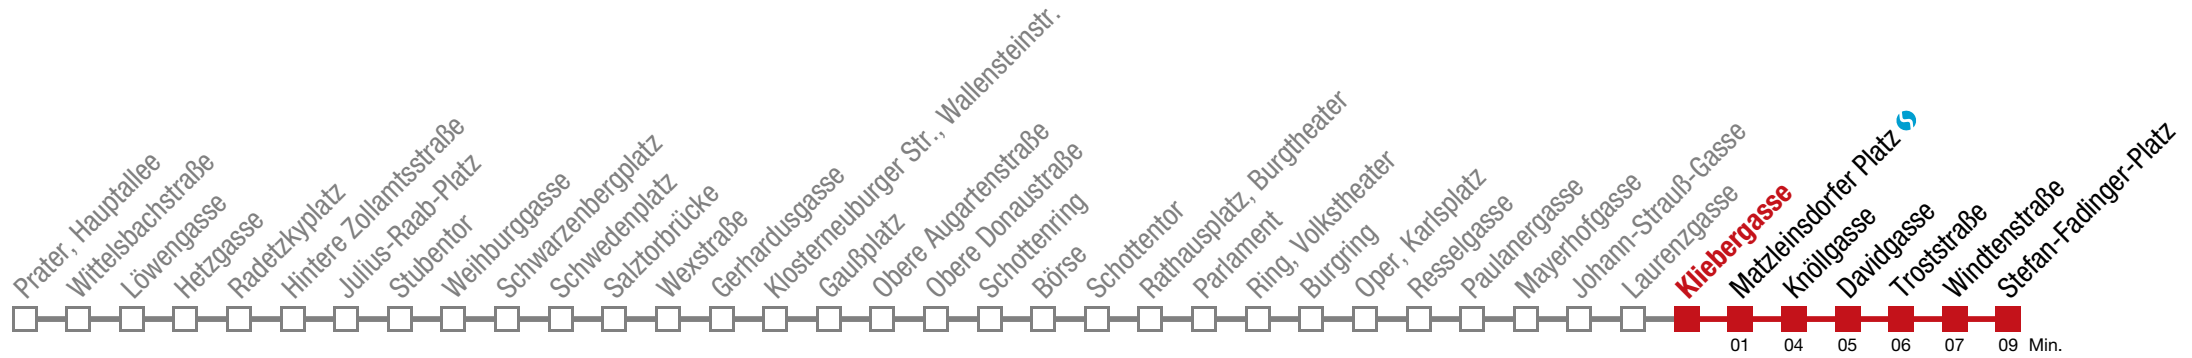 Prater, Hauptallee
Wittelsbachstraße
Löwengasse
Hetzgasse
Radetzkyplatz
Hintere Zollamtsstraße
Julius-Raab-Platz
Stubentor
Weihburggasse
Schwarzenbergplatz
Schwedenplatz
Salztorbrücke
Wexstraße
Gerhardusgasse
Klosterneuburger Str., Wallensteinstr.
Gaußplatz
Obere Augartenstraße
Obere Donaustraße
Schottenring
Börse
Schottentor
Rathausplatz, Burgtheater
Parlament
Ring, Volkstheater
Burgring
Oper, Karlsplatz
Resselgasse
Paulanergasse
Mayerhofgasse
Johann-Strauß-Gasse
Laurenzgasse
Kliebergasse
Matzleinsdorfer Platz
Knöllgasse
Davidgasse
Troststraße
Windtenstraße
Stefan-Fadinger-Platz
01 04 05 06 07 09 Min.